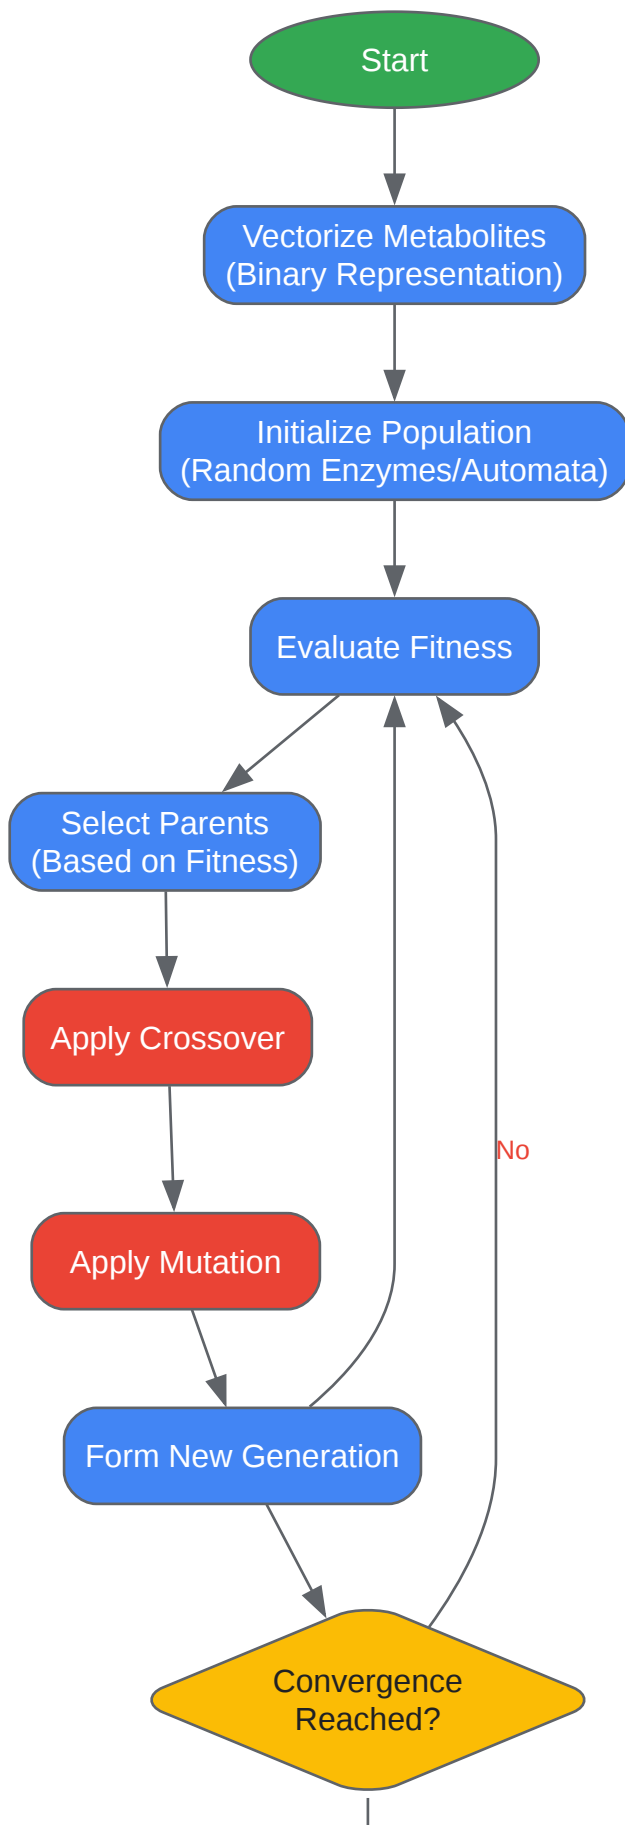 Start
Vectorize Metabolites
(Binary Representation)
Initialize Population
(Random Enzymes/Automata)
Evaluate Fitness
Select Parents
(Based on Fitness)
Apply Crossover
No
Apply Mutation
Form New Generation
Convergence
Reached?